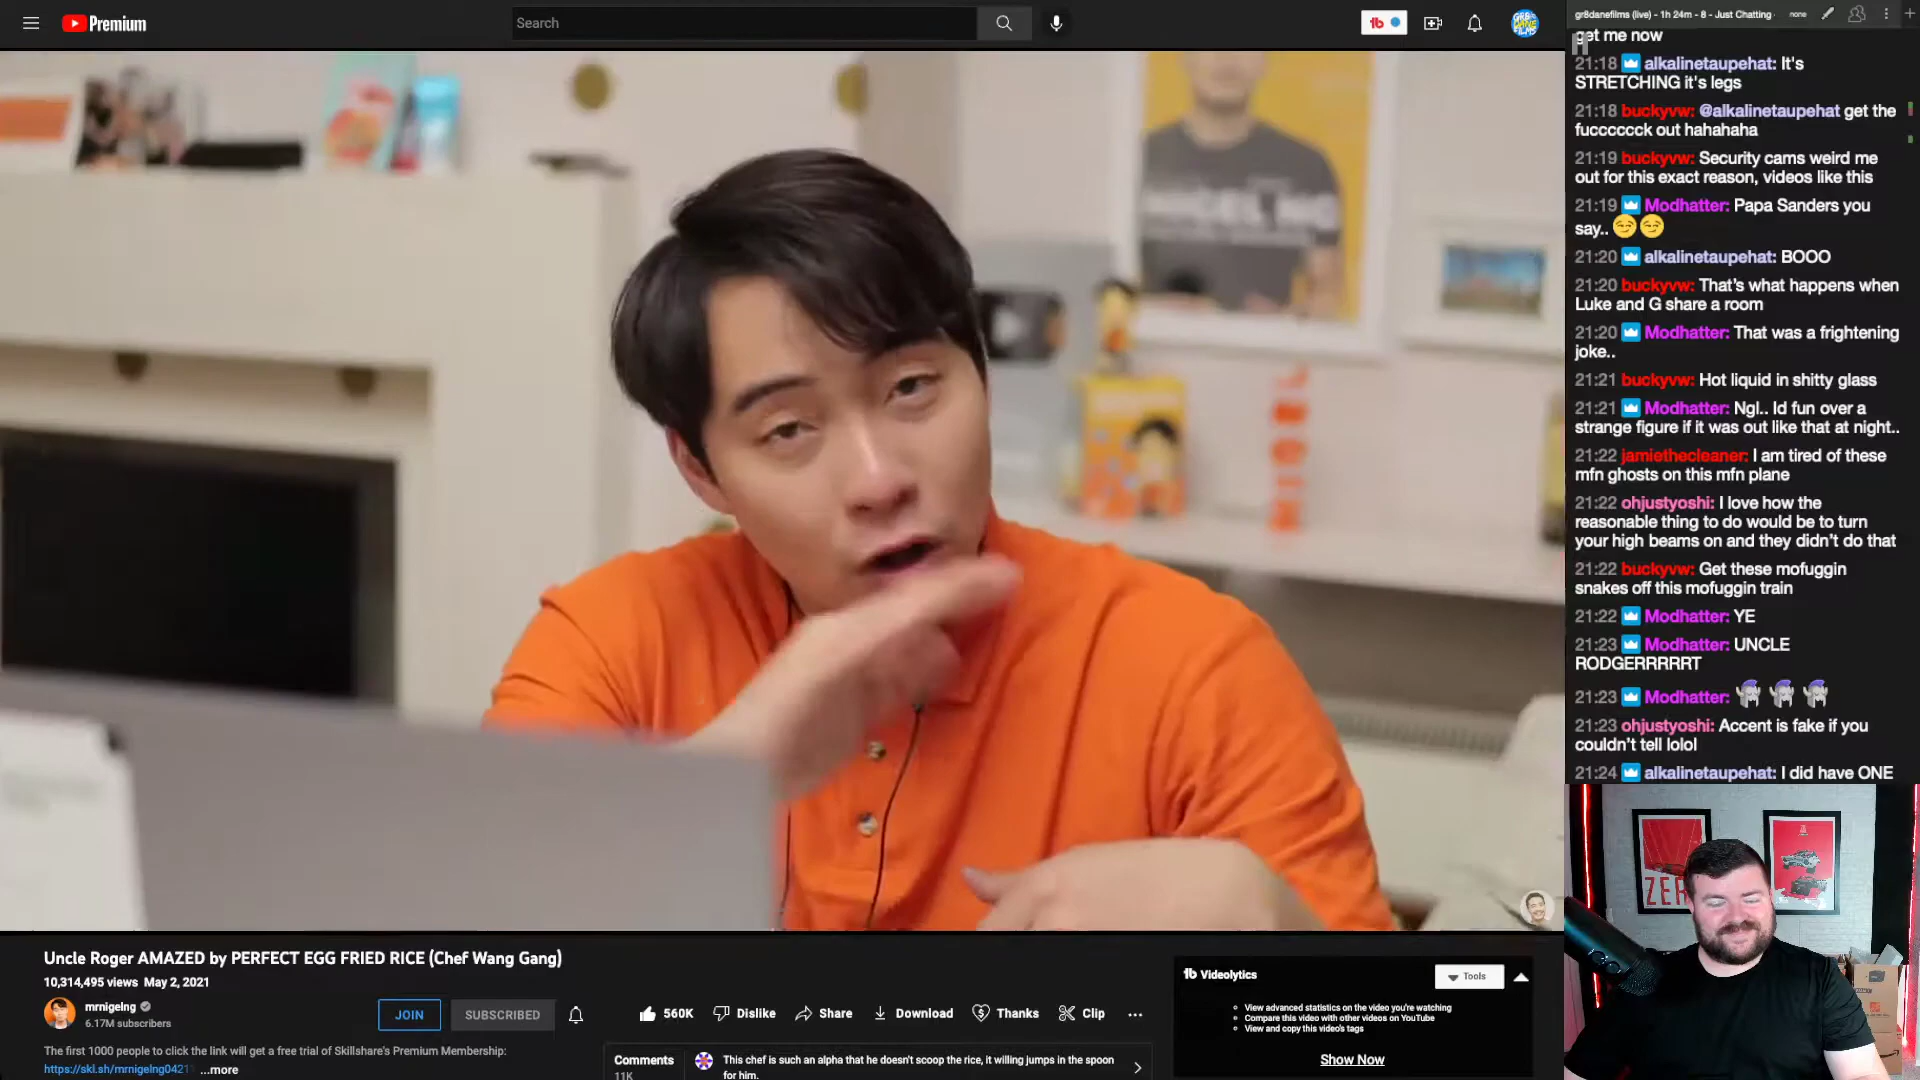 Premium
Search
gr8danefilms (live) - 1h 24m - 8 - Just Chatting
none
get me now
21:18 alkalinetaupehat: It's
STRETCHING it's legs
21:18 buckyvw: @alkalinetaupehat get the
fucccccck out hahahaha
21:19 buckyvw: Security cams weird me
out for this exact reason, videos like this
21:19 Modhatter: Papa Sanders you
say.. 😏😏
21:20 alkalinetaupehat: BOOO
21:20 buckyvw: That's what happens when
Luke and G share a room
21:20 Modhatter: That was a frightening
joke..
21:21 buckyvw: Hot liquid in shitty glass
21:21 Modhatter: Ngl.. Id fun over a
strange figure if it was out like that at night..
21:22 jamiethecleaner: I am tired of these
mfn ghosts on this mfn plane
21:22 ohjustyoshi: I love how the
reasonable thing to do would be to turn
your high beams on and they didn't do that
21:22 buckyvw: Get these mofuggin
snakes off this mofuggin train
21:22 Modhatter: YE
21:23 Modhatter: UNCLE
RODGERRRRRT
21:23 Modhatter:
21:23 ohjustyoshi: Accent is fake if you
couldn't tell lolol
21:24 alkalinetaupehat: I did have ONE
Uncle Roger AMAZED by PERFECT EGG FRIED RICE (Chef Wang Gang)
10,314,495 views May 2, 2021
mrnigelng
6.17M subscribers
JOIN
SUBSCRIBED
560K
Dislike
Share
Download
Thanks
Clip
The first 1000 people to click the link will get a free trial of Skillshare's Premium Membership:
https://skl.sh/mrnigelng0421
...more
Comments
11K
This chef is such an alpha that he doesn't scoop the rice, it willing jumps in the spoon
for him.
tb Videolytics
Tools
View advanced statistics on the video you're watching
Compare this video with other videos on YouTube
View and copy this video's tags
Show Now